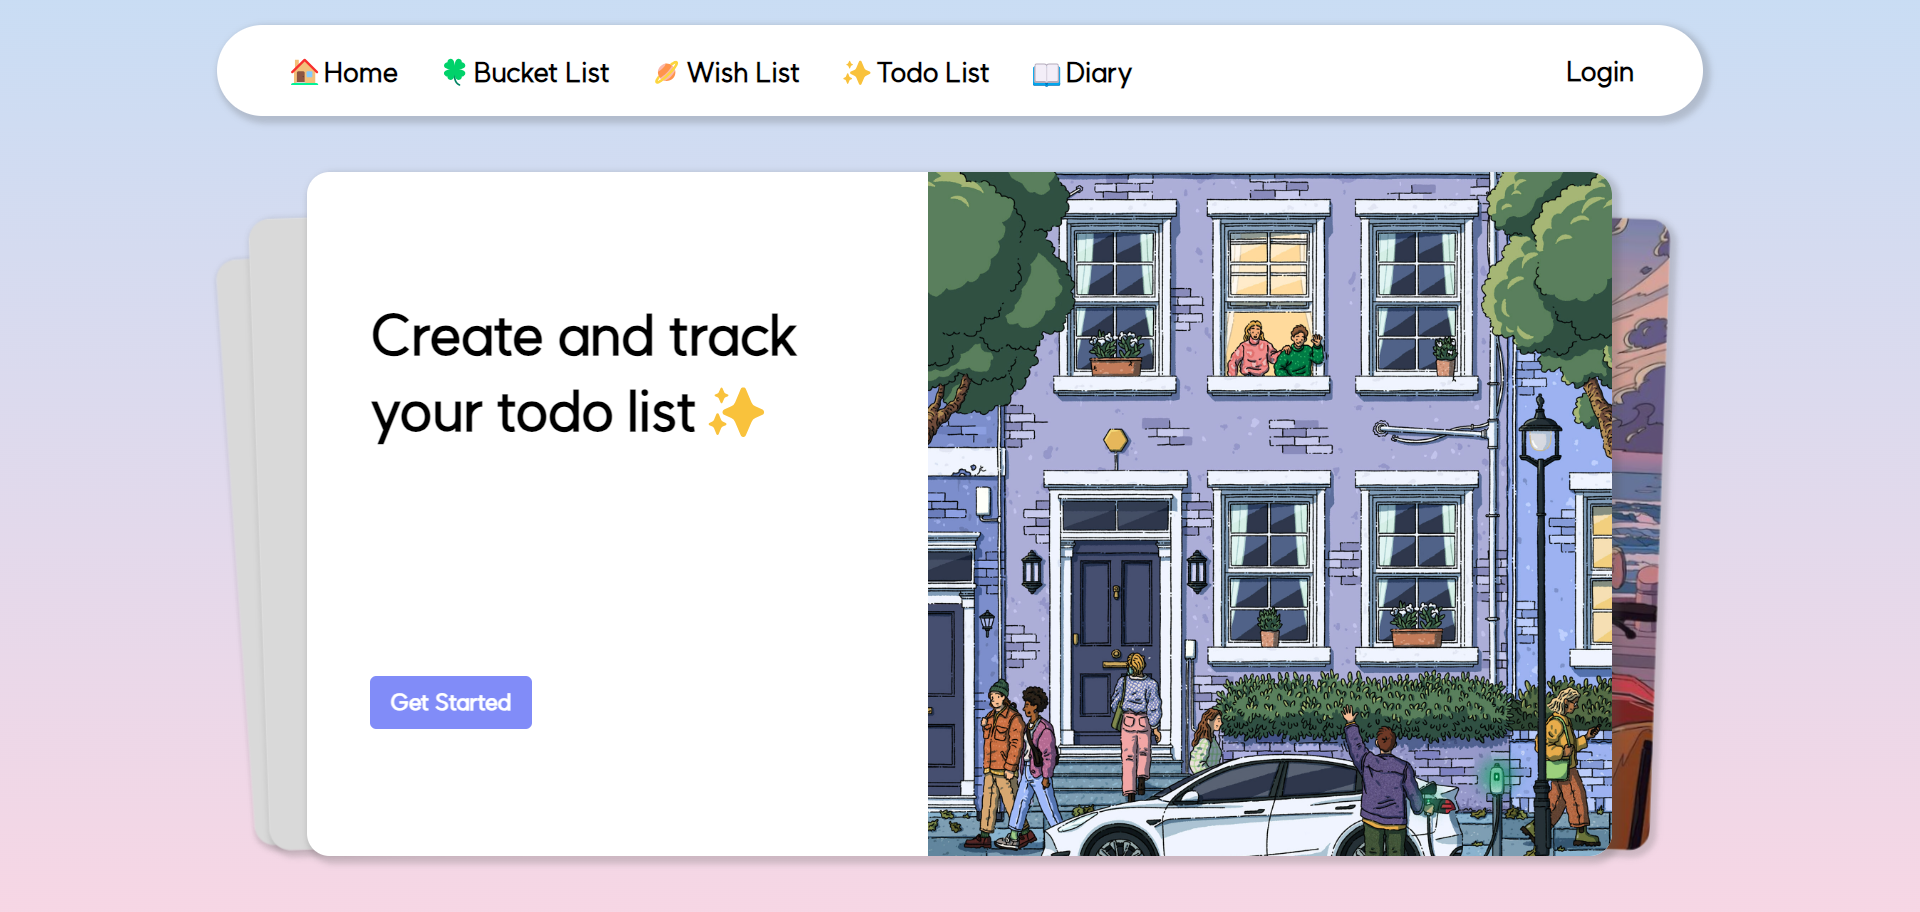 🏠Home
🍀Bucket List
🪐Wish List
✨Todo List
📖Diary
Login
Create and track
your todo list ✨
Get Started